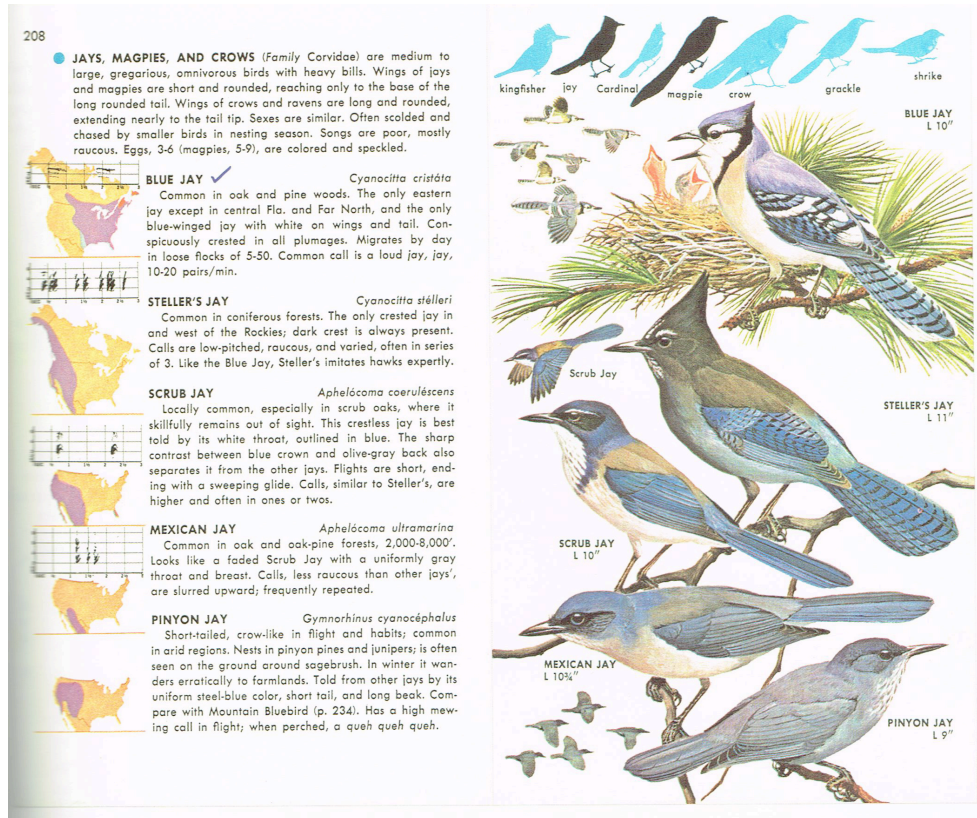 208
JAYS, MAGPIES, AND CROWS (Family Corvidae) are medium to
large, gregarious, omnivorous birds with heavy bills. Wings of jays
and magpies are short and rounded, reaching only to the base of the
long rounded tail. Wings of crows and ravens are long and rounded,
extending nearly to the tail tip. Sexes are similar. Often scolded and
chased by smaller birds in nesting season. Songs are poor, mostly
raucous. Eggs, 3-6 (magpies, 5-9), are colored and speckled.
BLUE JAY ✓ Cyanocitta cristáta
Common in oak and pine woods. The only eastern
jay except in central Fla. and Far North, and the only
blue-winged jay with white on wings and tail. Con-
spicuously crested in all plumages. Migrates by day
in loose flocks of 5-50. Common call is a loud jay, jay,
10-20 pairs/min.
STELLER'S JAY Cyanocitta stélleri
Common in coniferous forests. The only crested jay in
and west of the Rockies; dark crest is always present.
Calls are low-pitched, raucous, and varied, often in series
of 3. Like the Blue Jay, Steller's imitates hawks expertly.
SCRUB JAY Aphelócoma coeruléscens
Locally common, especially in scrub oaks, where it
skillfully remains out of sight. This crestless jay is best
told by its white throat, outlined in blue. The sharp
contrast between blue crown and olive-gray back also
separates it from the other jays. Flights are short, end-
ing with a sweeping glide. Calls, similar to Steller's, are
higher and often in ones or twos.
MEXICAN JAY Aphelócoma ultramarina
Common in oak and oak-pine forests, 2,000-8,000'.
Looks like a faded Scrub Jay with a uniformly gray
throat and breast. Calls, less raucous than other jays',
are slurred upward; frequently repeated.
PINYON JAY Gymnorhinus cyanocéphalus
Short-tailed, crow-like in flight and habits; common
in arid regions. Nests in pinyon pines and junipers; is often
seen on the ground around sagebrush. In winter it wan-
ders erratically to farmlands. Told from other jays by its
uniform steel-blue color, short tail, and long beak. Com-
pare with Mountain Bluebird (p. 234). Has a high mew-
ing call in flight; when perched, a queh queh queh.
kingfisher jay Cardinal magpie crow grackle shrike
BLUE JAY
L 10"
Scrub Jay
STELLER'S JAY
L 11"
SCRUB JAY
L 10"
MEXICAN JAY
L 10¾"
PINYON JAY
L 9"